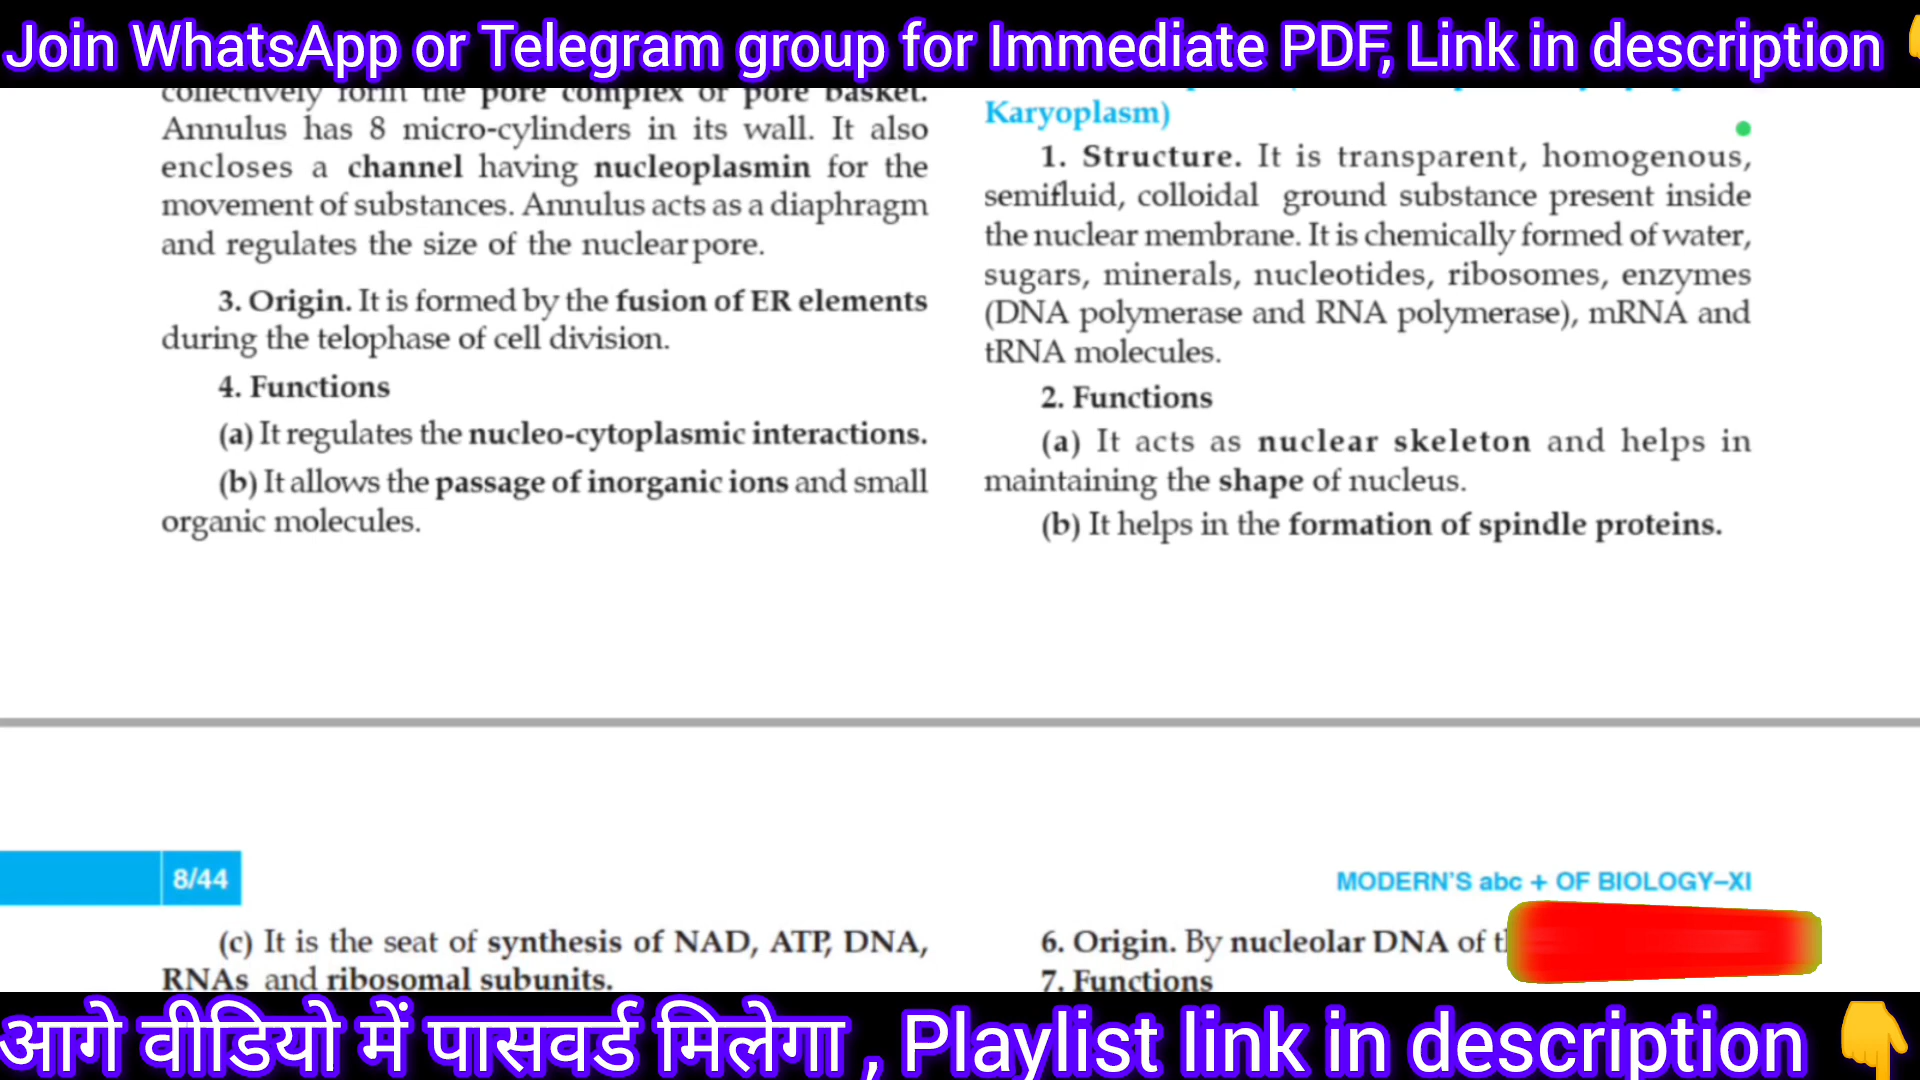 Join WhatsApp or Telegram group for Immediate PDF, Link in description
collectively form the pore complex or pore basket.
Annulus has 8 micro-cylinders in its wall. It also
encloses a channel having nucleoplasmin for the
movement of substances. Annulus acts as a diaphragm
and regulates the size of the nuclear pore.
3. Origin. It is formed by the fusion of ER elements
during the telophase of cell division.
4. Functions
(a) It regulates the nucleo-cytoplasmic interactions.
(b) It allows the passage of inorganic ions and small
organic molecules.
Karyoplasm)
1. Structure. It is transparent, homogenous,
semifluid, colloidal ground substance present inside
the nuclear membrane. It is chemically formed of water,
sugars, minerals, nucleotides, ribosomes, enzymes
(DNA polymerase and RNA polymerase), mRNA and
tRNA molecules.
2. Functions
(a) It acts as nuclear skeleton and helps in
maintaining the shape of nucleus.
(b) It helps in the formation of spindle proteins.
8/44
MODERN'S abc + OF BIOLOGY–XI
(c) It is the seat of synthesis of NAD, ATP, DNA,
RNAs and ribosomal subunits.
6. Origin. By nucleolar DNA of
7. Functions
आगे वीडियो में पासवर्ड मिलेगा , Playlist link in description